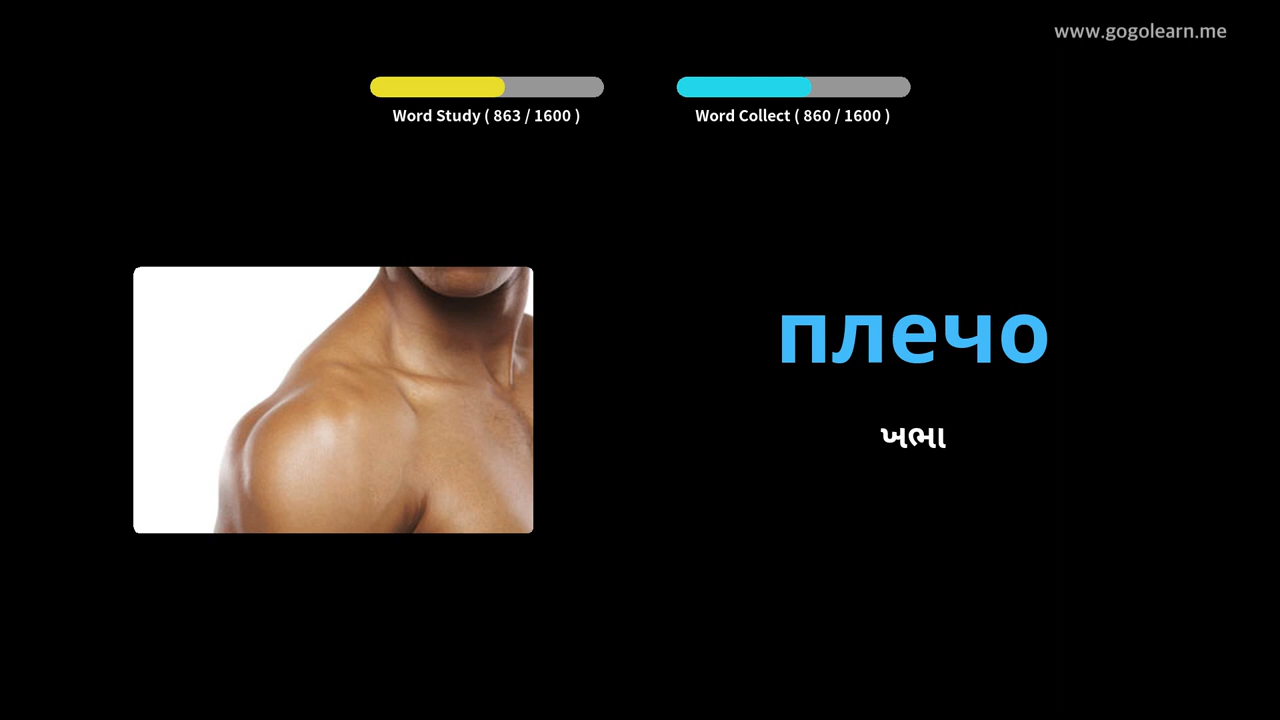 www.gogolearn.me
Word Study ( 863 / 1600 )
Word Collect ( 860 / 1600 )
плечо
ખભા